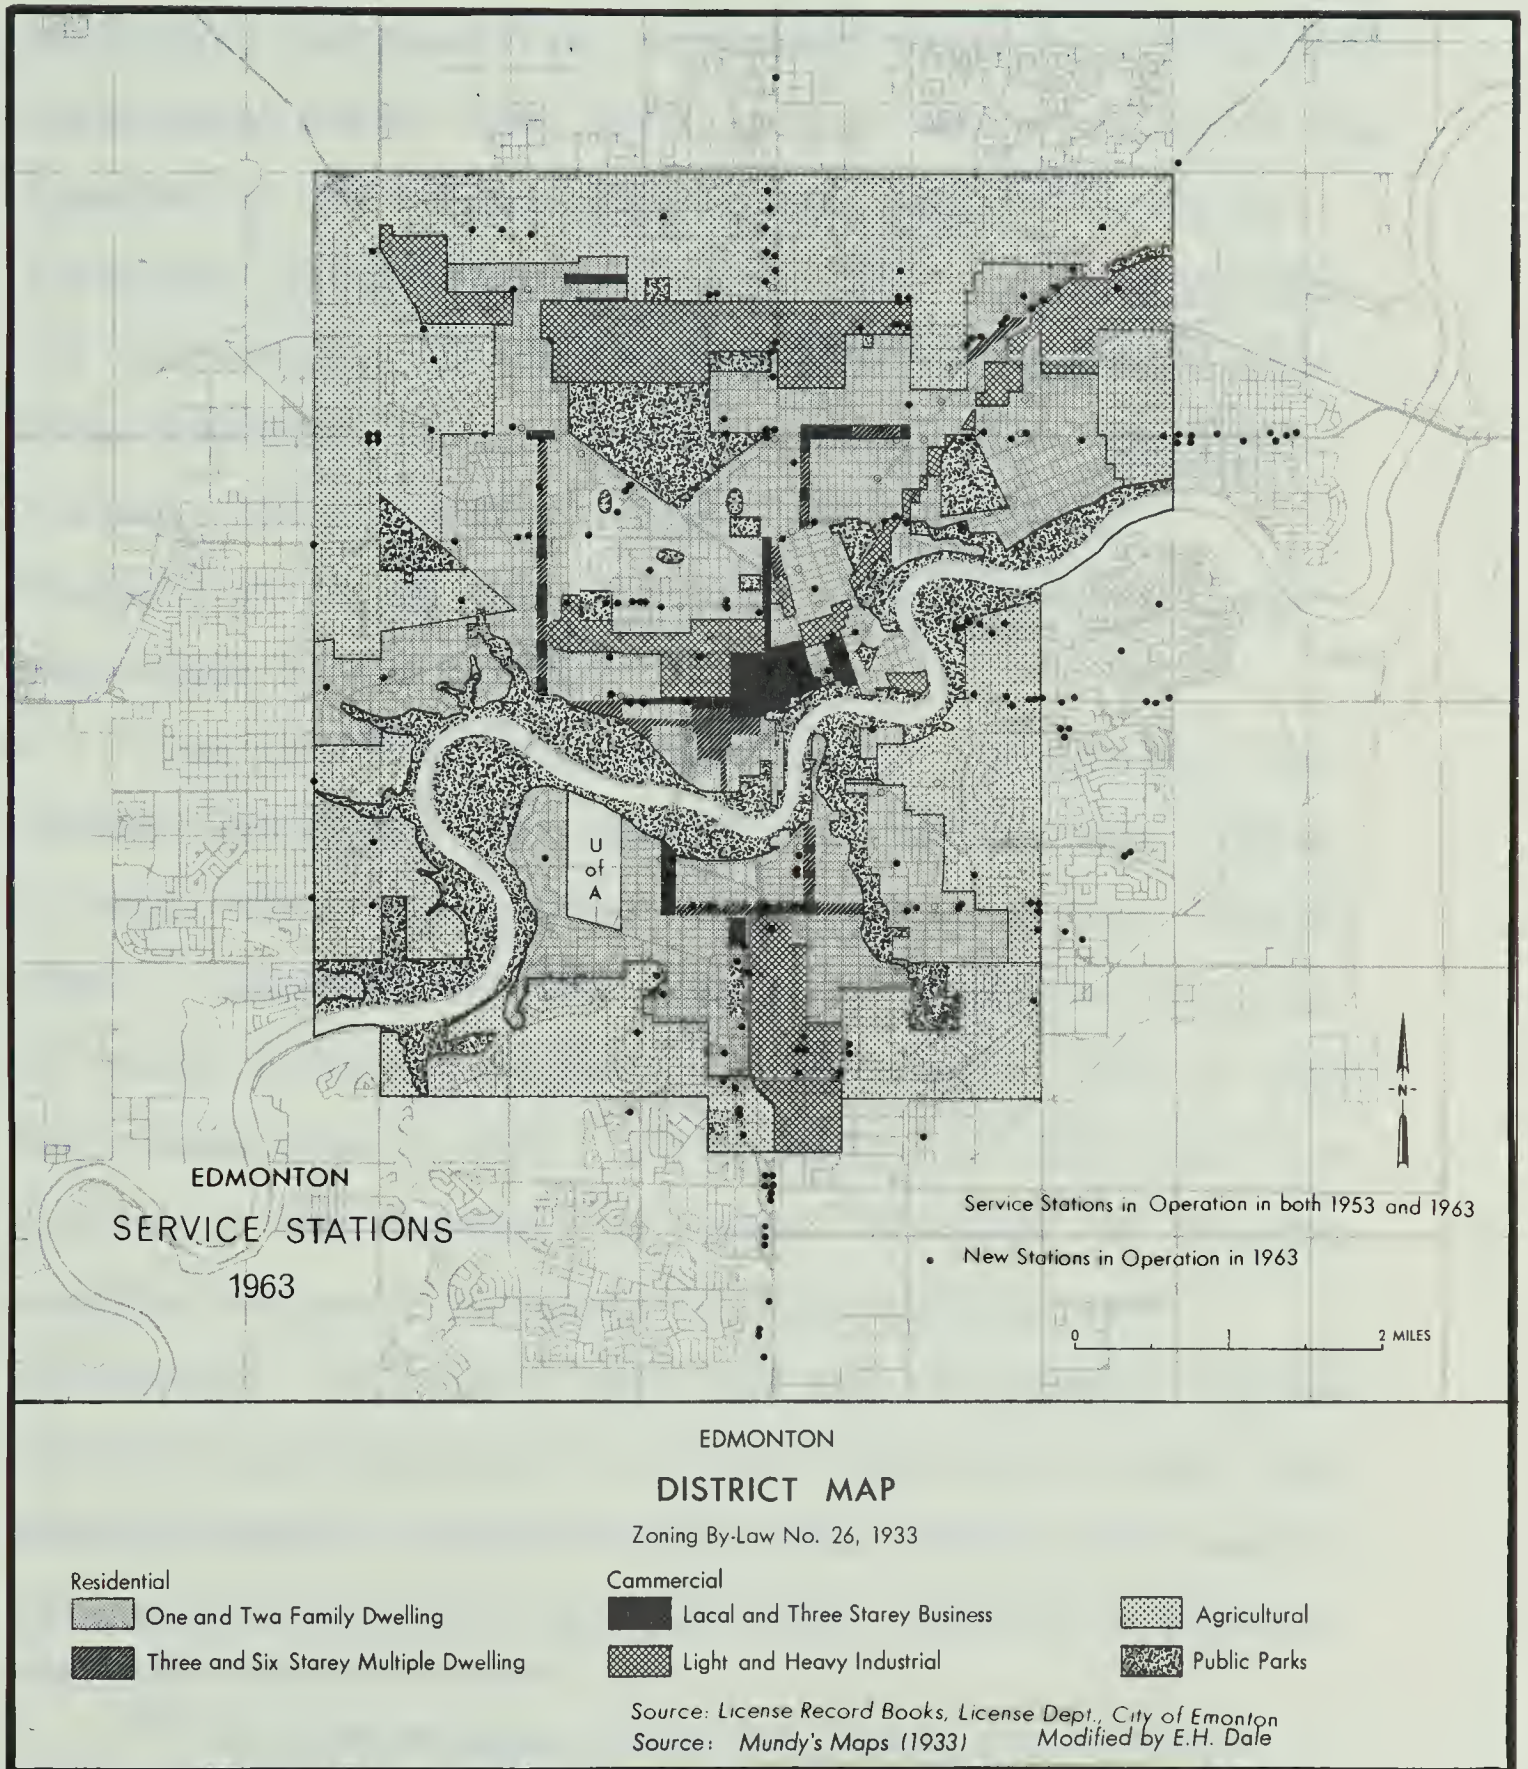 U
of
A
-N-
EDMONTON
SERVICE STATIONS
1963
Service Stations in Operation in both 1953 and 1963
New Stations in Operation in 1963
0 1 2 MILES
EDMONTON
DISTRICT MAP
Zoning By-Law No. 26, 1933
Residential
One and Twa Family Dwelling
Three and Six Starey Multiple Dwelling
Cammercial
Lacal and Three Starey Business
Light and Heavy Industrial
Agricultural
Public Parks
Source: License Record Books, License Dept., City of Emonton
Source: Mundy's Maps (1933) Modified by E.H. Dale